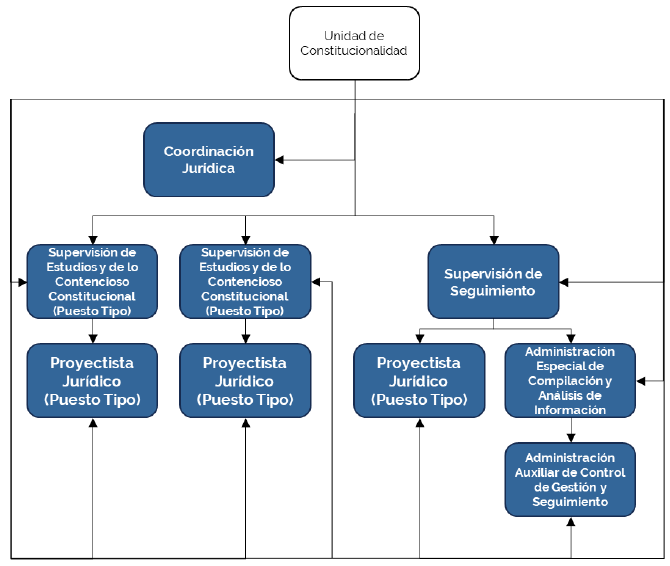 Unidad de
Constitucionalidad
Coordinación
Jurídica
Supervisión de
Estudios y de lo
Contencioso
Constitucional
(Puesto Tipo)
Supervisión de
Estudios y de lo
Contencioso
Constitucional
(Puesto Tipo)
Supervisión de
Seguimiento
Proyectista
Jurídico
(Puesto Tipo)
Proyectista
Jurídico
(Puesto Tipo)
Proyectista
Jurídico
(Puesto Tipo)
Administración
Especial de
Compilación y
Análisis de
Información
Administración
Auxiliar de Control
de Gestión y
Seguimiento